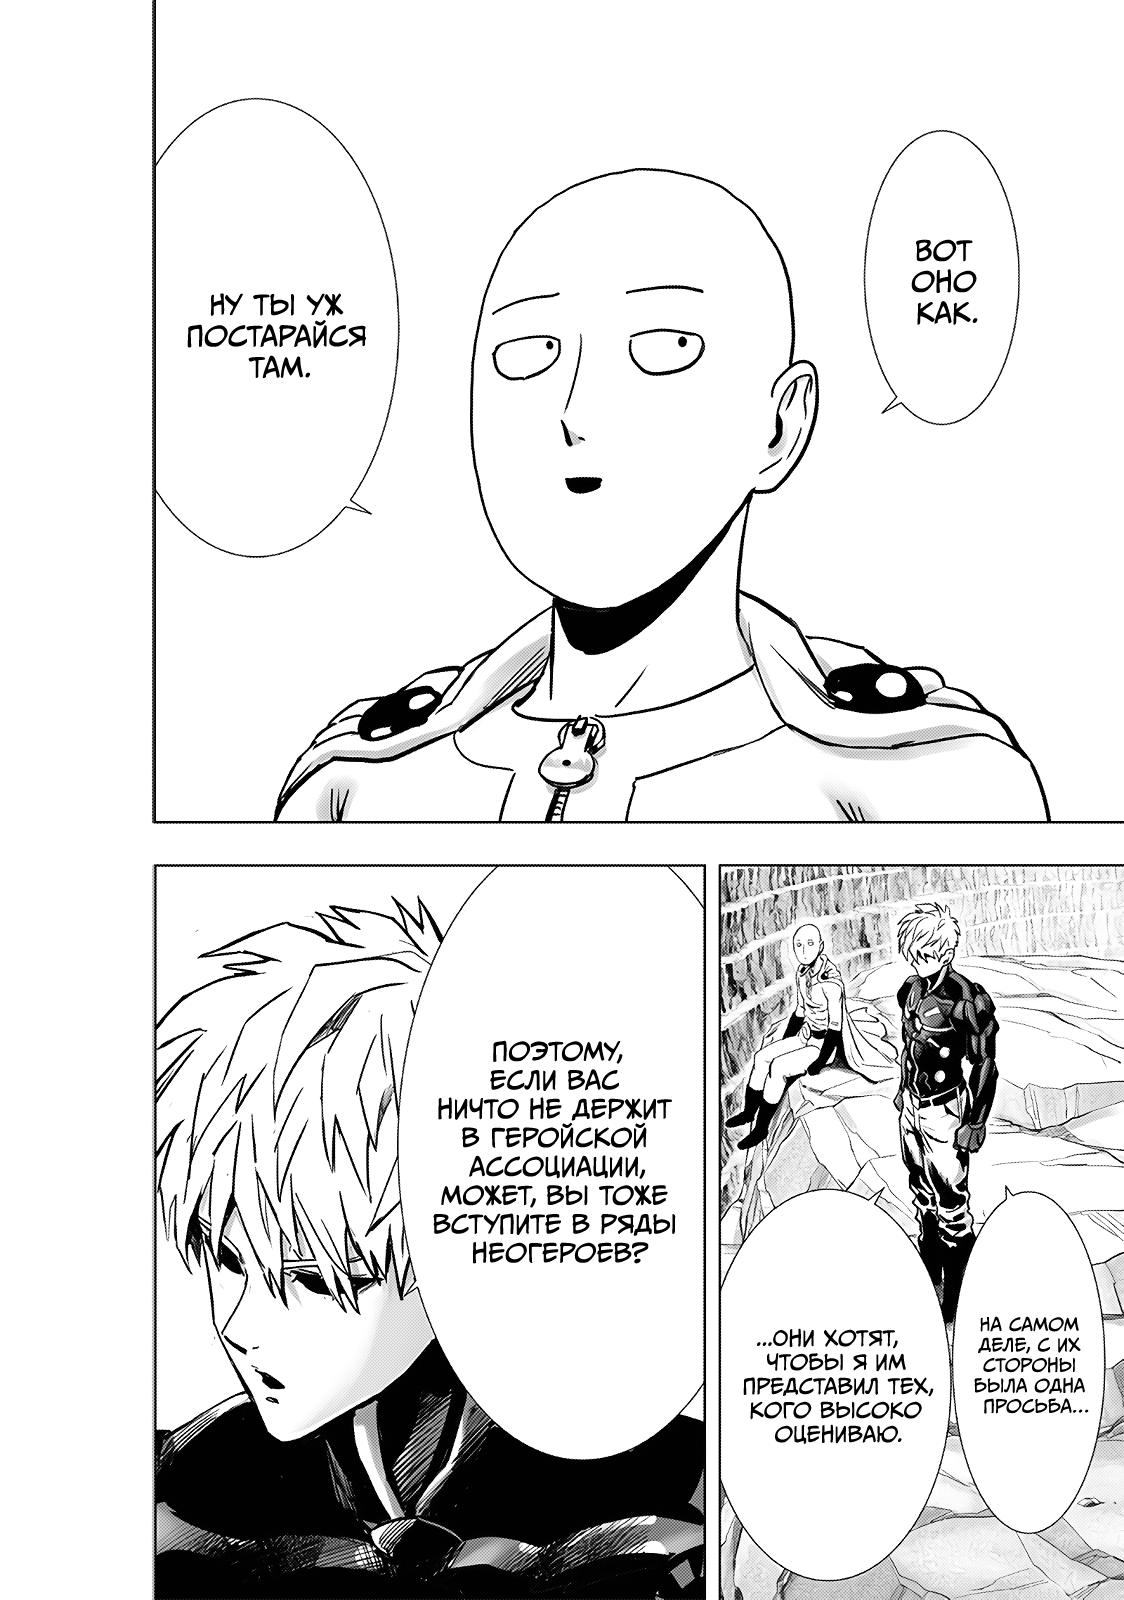 ВОТ
ОНО
КАК.
НУ ТЫ УЖ
ПОСТАРАЙСЯ
ТАМ.
НА САМОМ
ДЕЛЕ, С ИХ
СТОРОНЫ
БЫЛА ОДНА
ПРОСЬБА...
...ОНИ ХОТЯТ,
ЧТОБЫ Я ИМ
ПРЕДСТАВИЛ ТЕХ,
КОГО ВЫСОКО
ОЦЕНИВАЮ.
ПОЭТОМУ,
ЕСЛИ ВАС
НИЧТО НЕ ДЕРЖИТ
В ГЕРОЙСКОЙ
АССОЦИАЦИИ,
МОЖЕТ, ВЫ ТОЖЕ
ВСТУПИТЕ В РЯДЫ
НЕОГЕРОЕВ?